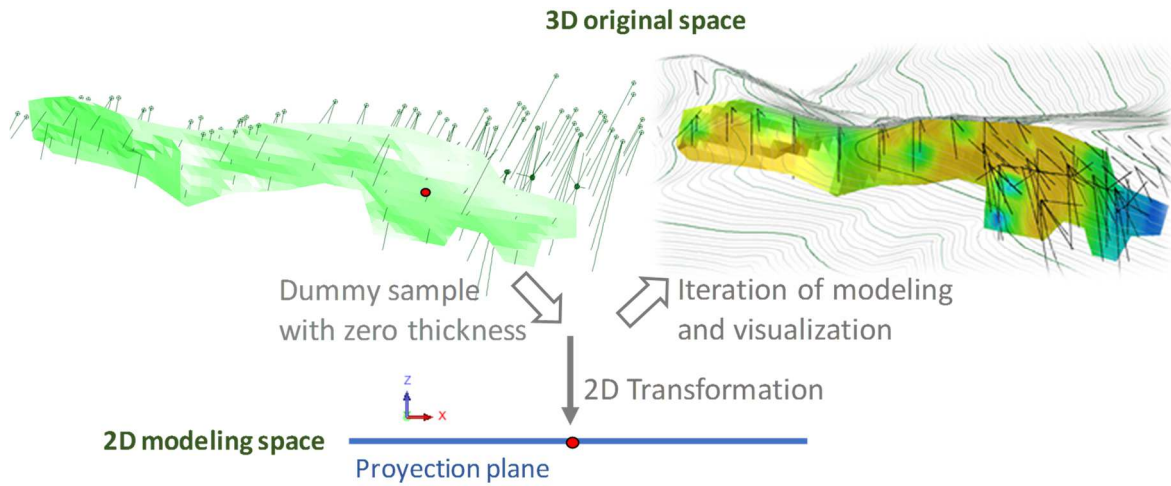 3D original space
Dummy sample
with zero thickness
Iteration of modeling
and visualization
2D Transformation
Z
X
2D modeling space
Proyection plane